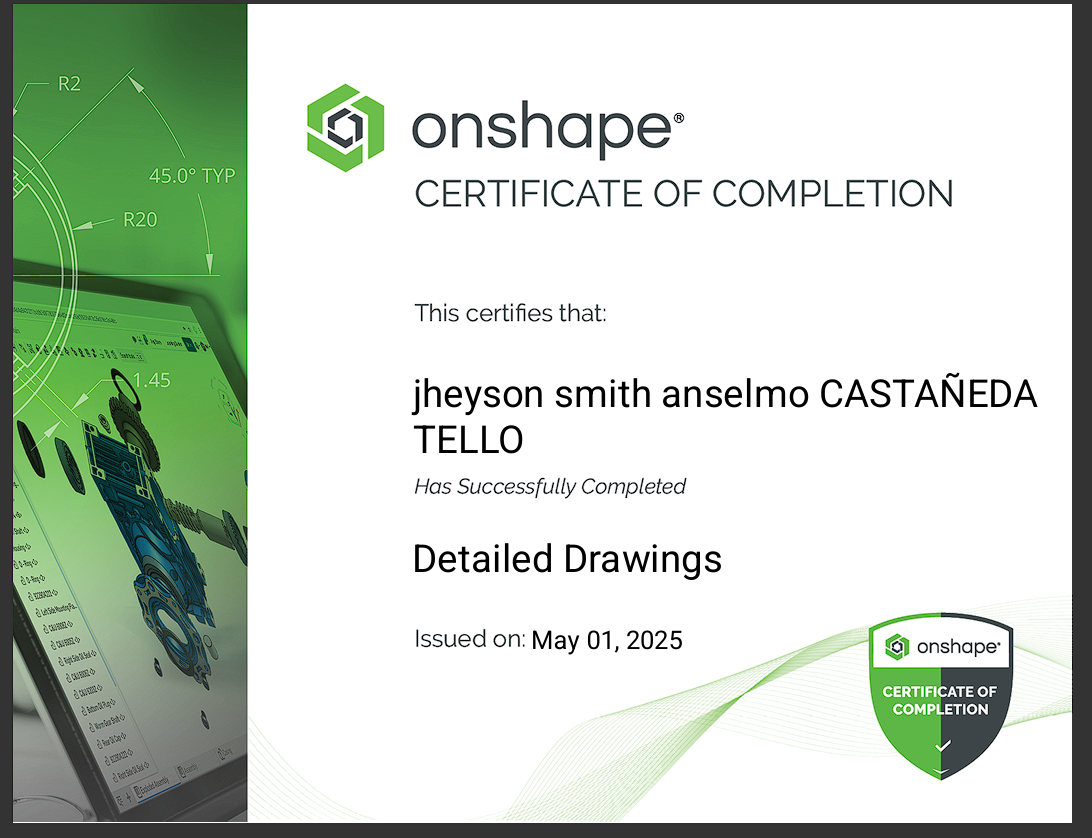 R2
45.0° TYP
R20
1.45
onshape®
CERTIFICATE OF COMPLETION
This certifies that:
jheyson smith anselmo CASTAÑEDA
TELLO
Has Successfully Completed
Detailed Drawings
Issued on: May 01, 2025
onshape®
CERTIFICATE OF
COMPLETION